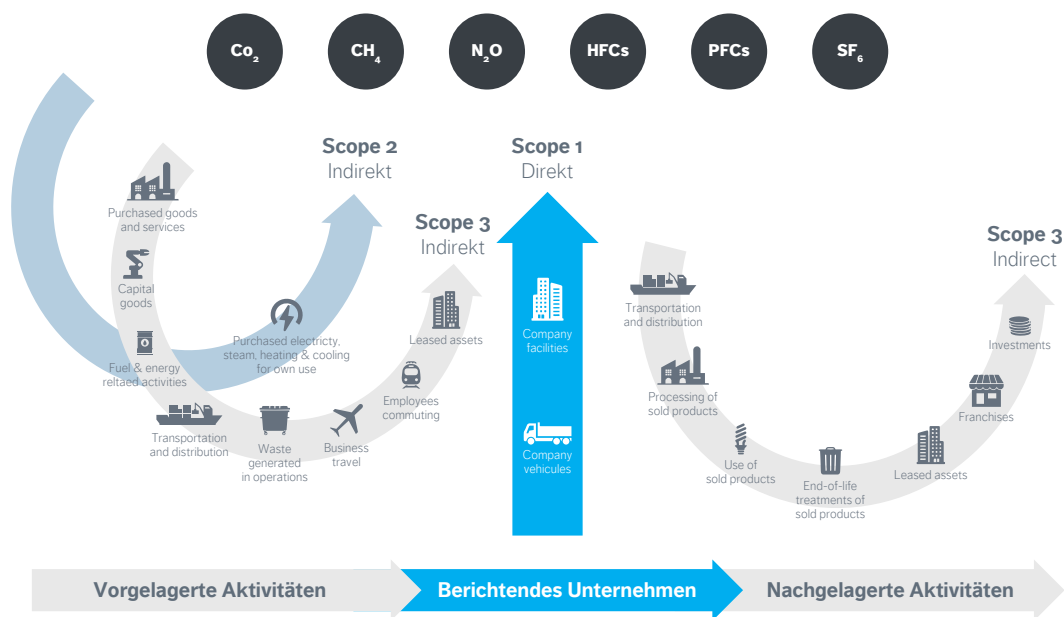 Co₂
CH₄
N₂O
HFCs
PFCs
SF₆
Scope 2
Indirekt
Scope 1
Direkt
Scope 3
Indirekt
Scope 3
Indirect
Purchased goods
and services
Capital
goods
Fuel & energy
reltaed activities
Transportation
and distribution
Waste
generated
in operations
Business
travel
Employees
commuting
Leased assets
Purchased electricty,
steam, heating & cooling
for own use
Company
facilities
Company
vehicules
Transportation
and distribution
Processing of
sold products
Use of
sold products
End-of-life
treatments of
sold products
Leased assets
Franchises
Investments
Vorgelagerte Aktivitäten
Berichtendes Unternehmen
Nachgelagerte Aktivitäten